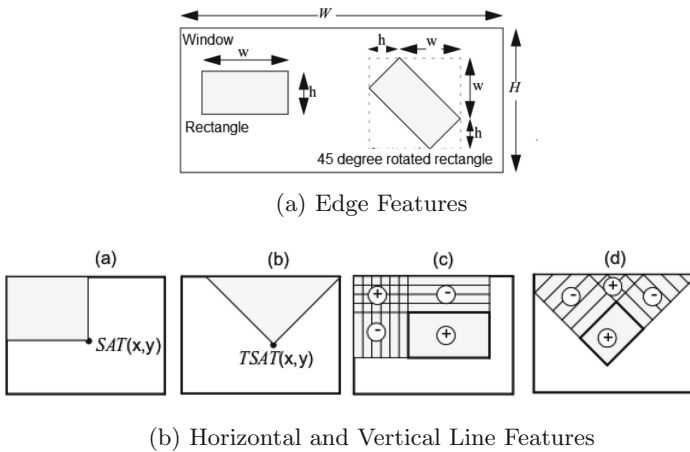 W
Window
w
h
Rectangle
h
w
w
h
H
45 degree rotated rectangle
(a) Edge Features
(a)
(b)
(c)
(d)
SAT(x,y)
TSAT(x,y)
+
-
-
+
-
+
-
+
(b) Horizontal and Vertical Line Features